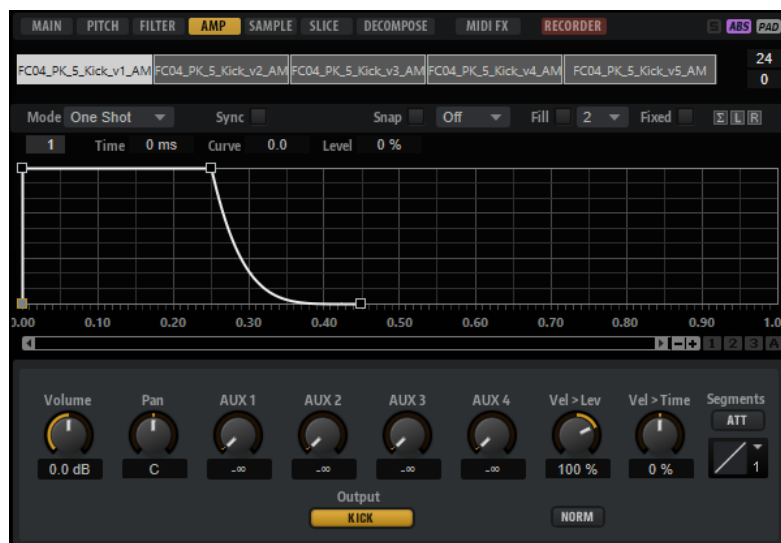 MAIN PITCH FILTER AMP SAMPLE SLICE DECOMPOSE MIDI FX RECORDER S ABS PAD
FC04_PK_5_Kick_v1_AM FC04_PK_5_Kick_v2_AM FC04_PK_5_Kick_v3_AM FC04_PK_5_Kick_v4_AM FC04_PK_5_Kick_v5_AM 24
0
Mode One Shot Sync Snap Off Fill 2 Fixed Σ L R
1 Time 0 ms Curve 0.0 Level 0 %
0.00 0.10 0.20 0.30 0.40 0.50 0.60 0.70 0.80 0.90 1.0
1 2 3 A
Volume Pan AUX 1 AUX 2 AUX 3 AUX 4 Vel>Lev Vel>Time Segments
ATT
0.0 dB C -∞ -∞ -∞ -∞ 100 % 0 % 1
Output
KICK NORM